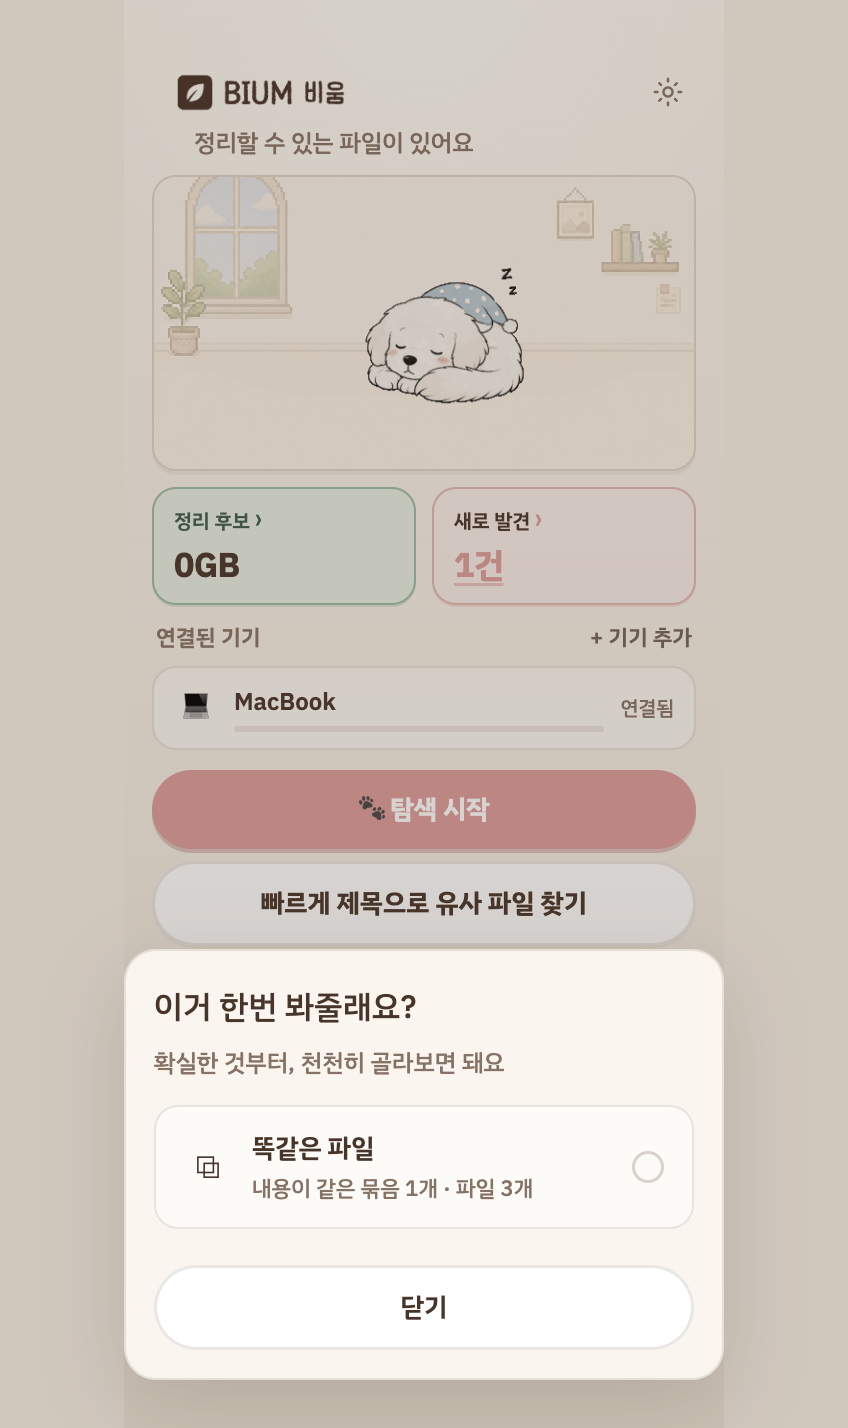 BIUM 비움
정리할 수 있는 파일이 있어요
z
z
정리 후보 ›
0GB
새로 발견 ›
1건
연결된 기기
+ 기기 추가
MacBook
연결됨
탐색 시작
빠르게 제목으로 유사 파일 찾기
이거 한번 봐줄래요?
확실한 것부터, 천천히 골라보면 돼요
똑같은 파일
내용이 같은 묶음 1개 · 파일 3개
닫기